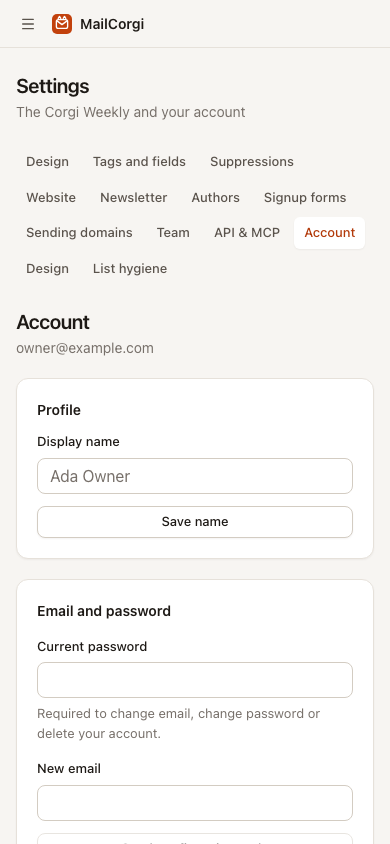 MailCorgi
Settings
The Corgi Weekly and your account
Design Tags and fields Suppressions
Website Newsletter Authors Signup forms
Sending domains Team API & MCP Account
Design List hygiene
Account
owner@example.com
Profile
Display name
Ada Owner
Save name
Email and password
Current password
Required to change email, change password or
delete your account.
New email